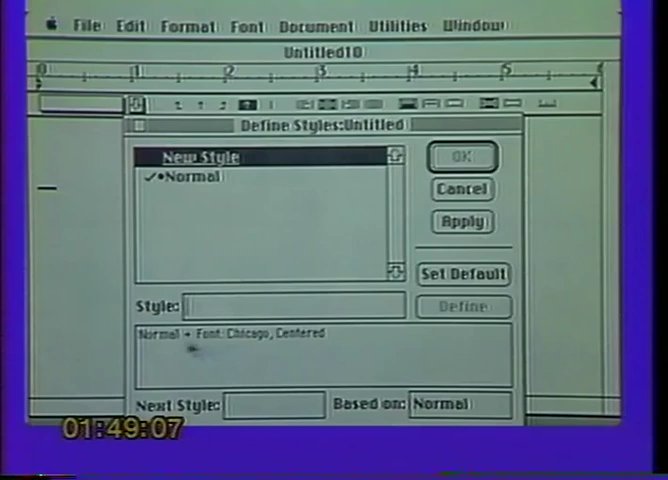 File Edit Format Font Document Utilities Window
Untitled10
0 1 2 3 4 5
Define Styles:Untitled
New Style
✓•Normal
OK
Cancel
Apply
Set Default
Style:
Define
Normal + Font: Chicago, Centered
Next Style:
Based on: Normal
01:49:07